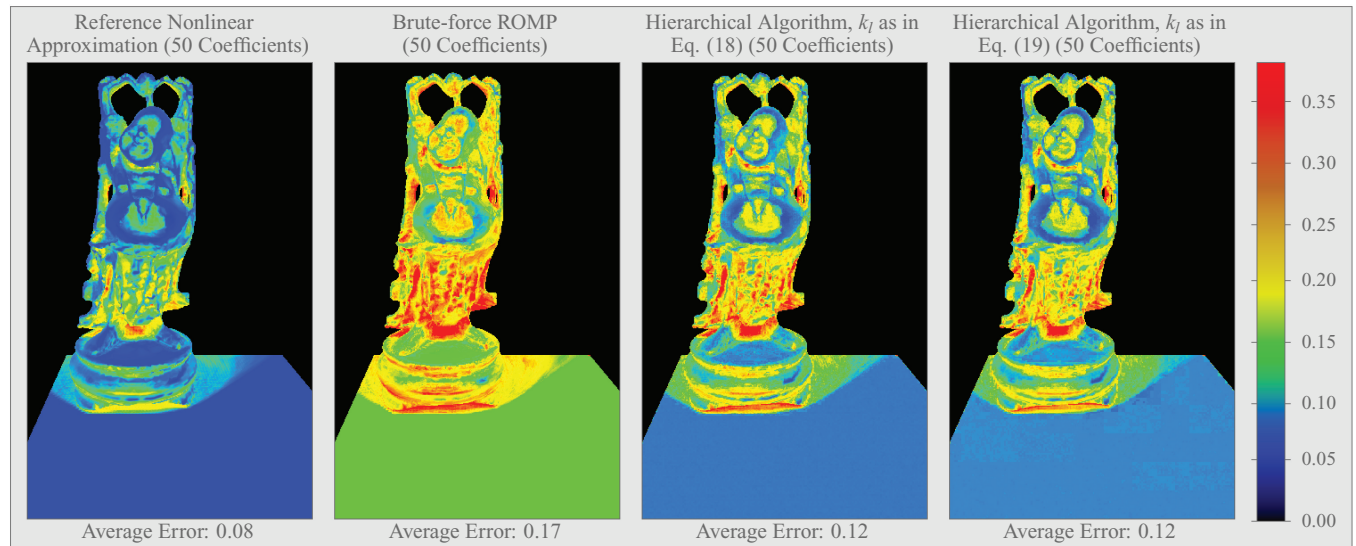 Reference Nonlinear
Approximation (50 Coefficients)
Brute-force ROMP
(50 Coefficients)
Hierarchical Algorithm, kₗ as in
Eq. (18) (50 Coefficients)
Hierarchical Algorithm, kₗ as in
Eq. (19) (50 Coefficients)
0.35
0.30
0.25
0.20
0.15
0.10
0.05
0.00
Average Error: 0.08
Average Error: 0.17
Average Error: 0.12
Average Error: 0.12